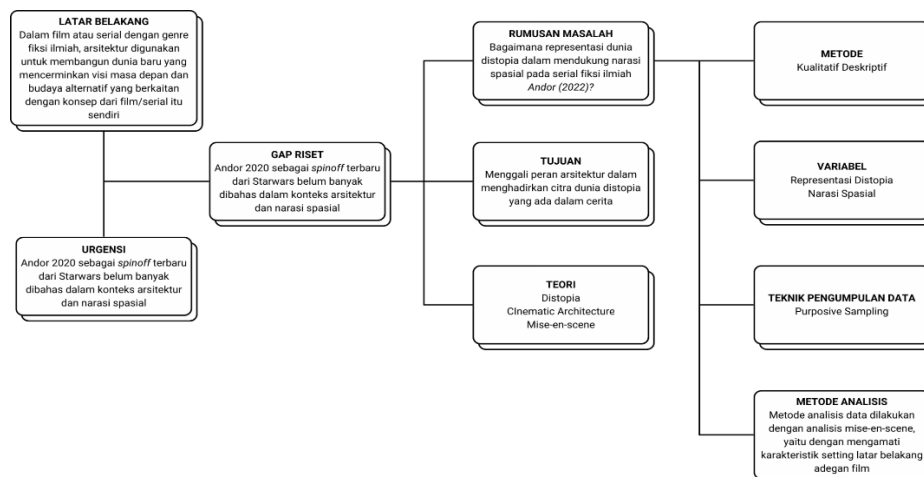 LATAR BELAKANG
Dalam film atau serial dengan genre
fiksi ilmiah, arsitektur digunakan
untuk membangun dunia baru yang
mencerminkan visi masa depan dan
budaya alternatif yang berkaitan
dengan konsep dari film/serial itu
sendiri
URGENSI
Andor 2020 sebagai spinoff terbaru
dari Starwars belum banyak
dibahas dalam konteks arsitektur
dan narasi spasial
GAP RISET
Andor 2020 sebagai spinoff terbaru
dari Starwars belum banyak
dibahas dalam konteks arsitektur
dan narasi spasial
RUMUSAN MASALAH
Bagaimana representasi dunia
distopia dalam mendukung narasi
spasial pada serial fiksi ilmiah
Andor (2022)?
TUJUAN
Menggali peran arsitektur dalam
menghadirkan citra dunia distopia
yang ada dalam cerita
TEORI
Distopia
CInematic Architecture
Mise-en-scene
METODE
Kualitatif Deskriptif
VARIABEL
Representasi Distopia
Narasi Spasial
TEKNIK PENGUMPULAN DATA
Purposive Sampling
METODE ANALISIS
Metode analisis data dilakukan
dengan analisis mise-en-scene,
yaitu dengan mengamati
karakteristik setting latar belakang
adegan film